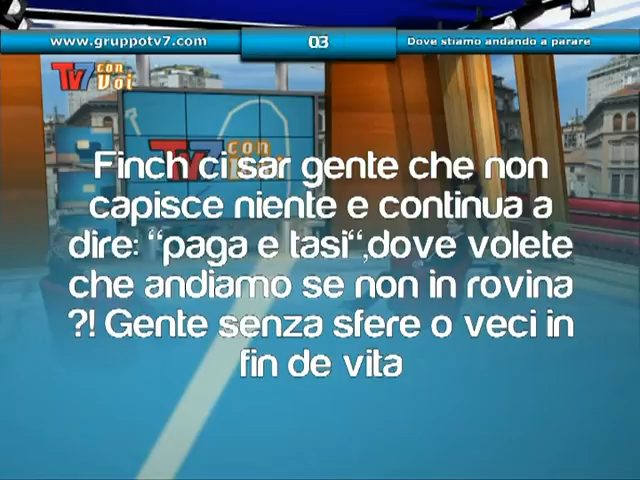 www.gruppotv7.com
03
Dove stiamo andando a parare
TV7 con Voi
TV7 con
Finch ci sar gente che non
capisce niente e continua a
dire: “paga e tasi“,dove volete
che andiamo se non in rovina
?! Gente senza sfere o veci in
fin de vita